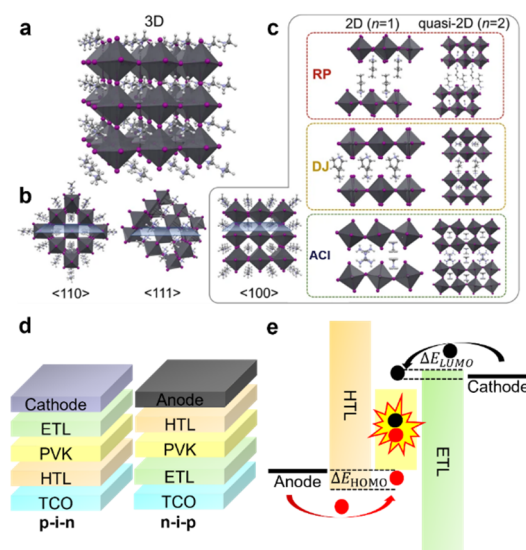 a
3D
b
<110>
<111>
<100>
c
2D (n=1)
quasi-2D (n=2)
RP
DJ
ACI
d
Cathode
ETL
PVK
HTL
TCO
p-i-n
Anode
HTL
PVK
ETL
TCO
n-i-p
e
HTL
ΔE_LUMO
Cathode
ETL
Anode
ΔE_HOMO